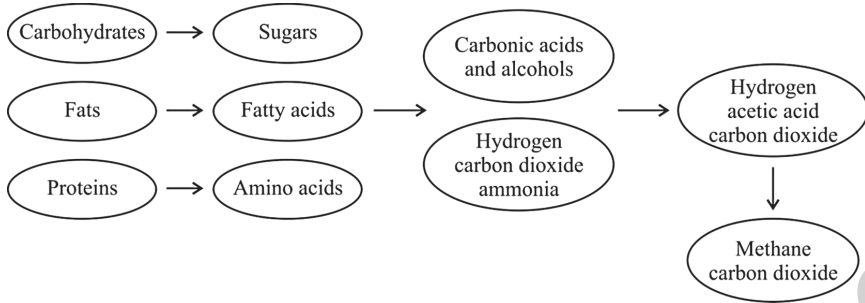 Carbohydrates
Sugars
Fats
Fatty acids
Proteins
Amino acids
Carbonic acids
and alcohols
Hydrogen
carbon dioxide
ammonia
Hydrogen
acetic acid
carbon dioxide
Methane
carbon dioxide